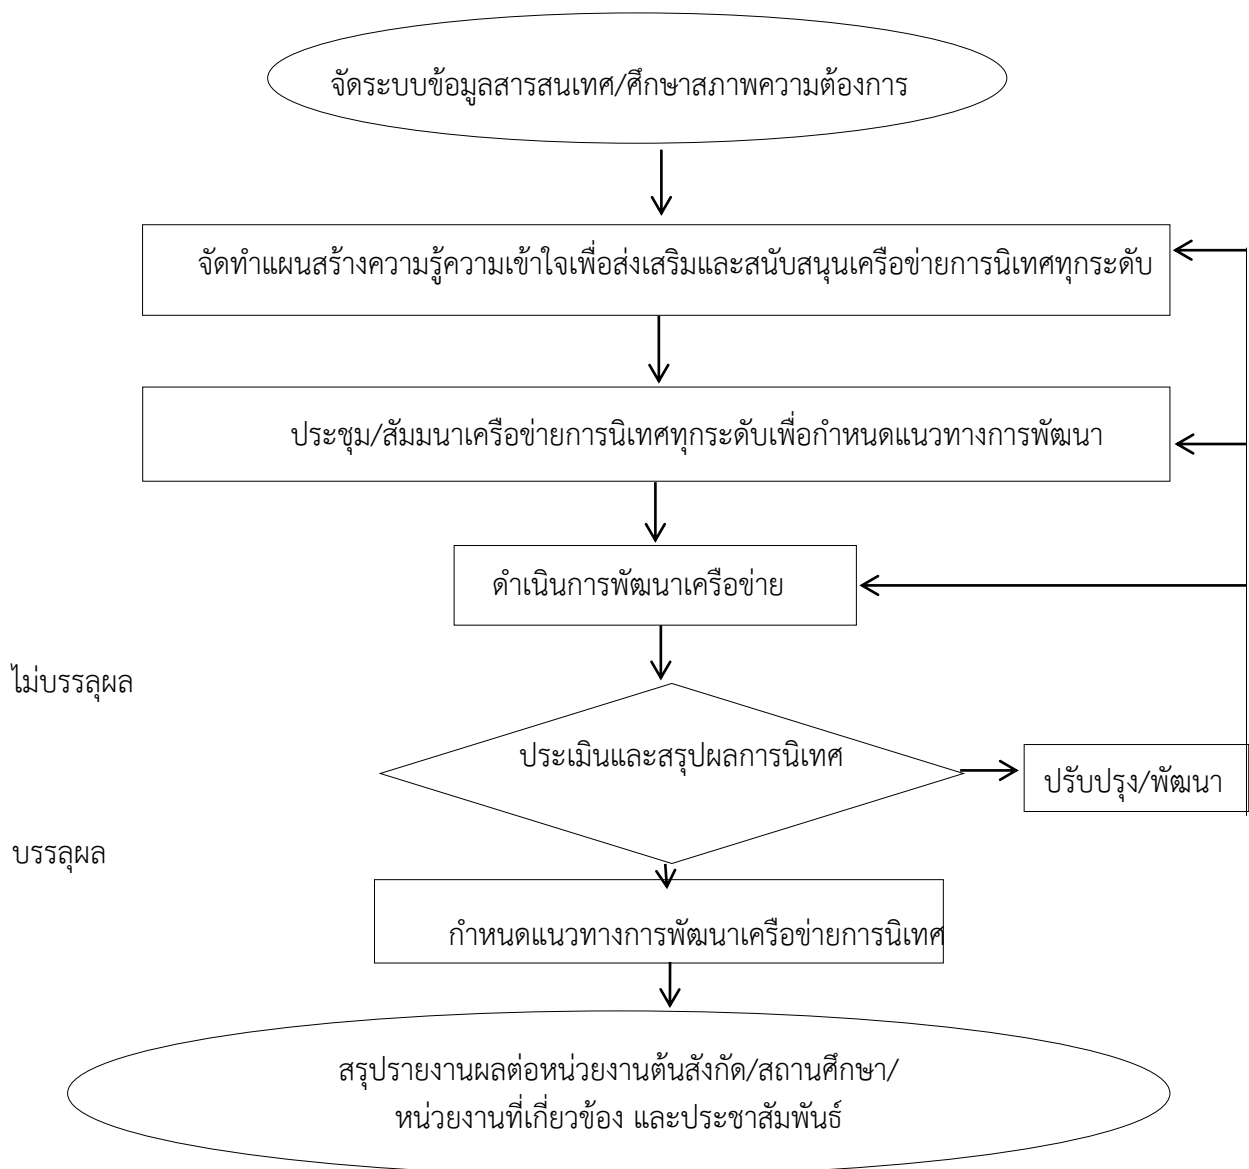 จัดระบบข้อมูลสารสนเทศ/ศึกษาสภาพความต้องการ
จัดทำแผนสร้างความรู้ความเข้าใจเพื่อส่งเสริมและสนับสนุนเครือข่ายการนิเทศทุกระดับ
ประชุม/สัมมนาเครือข่ายการนิเทศทุกระดับเพื่อกำหนดแนวทางการพัฒนา
ดำเนินการพัฒนาเครือข่าย
ไม่บรรลุผล
ประเมินและสรุปผลการนิเทศ
ปรับปรุง/พัฒนา
บรรลุผล
กำหนดแนวทางการพัฒนาเครือข่ายการนิเทศ
สรุปรายงานผลต่อหน่วยงานต้นสังกัด/สถานศึกษา/
หน่วยงานที่เกี่ยวข้อง และประชาสัมพันธ์